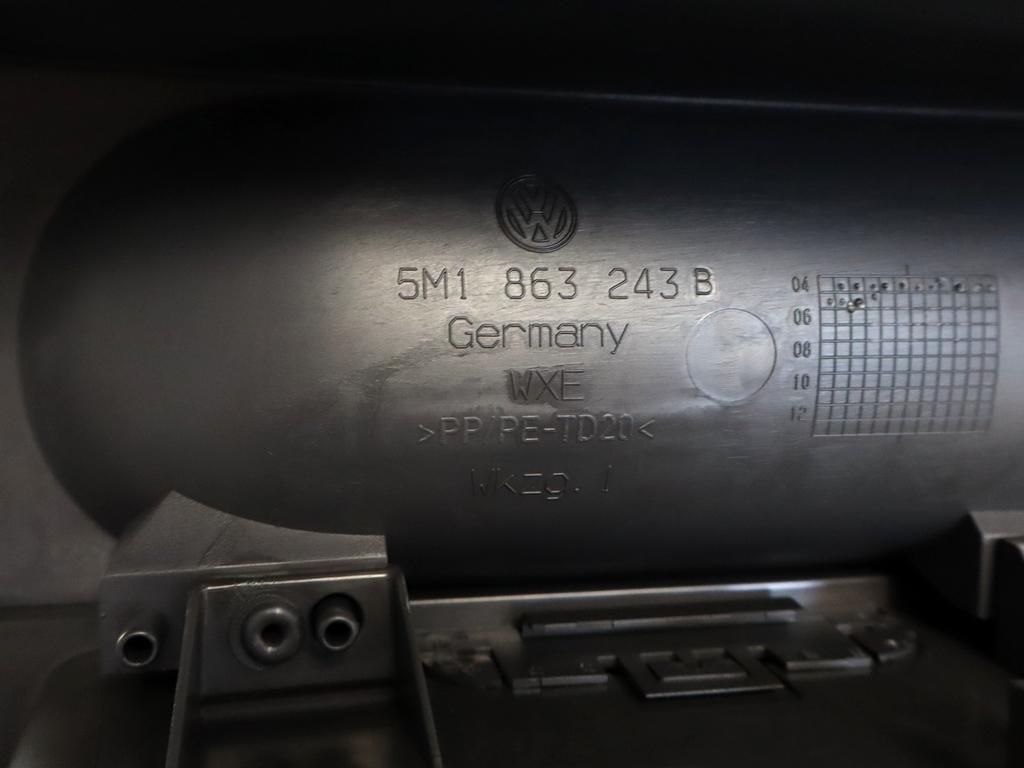 5M1 863 243 B
Germany
WXE
>PP/PE-TD20<
Wkzg. 1
04
06
08
10
12